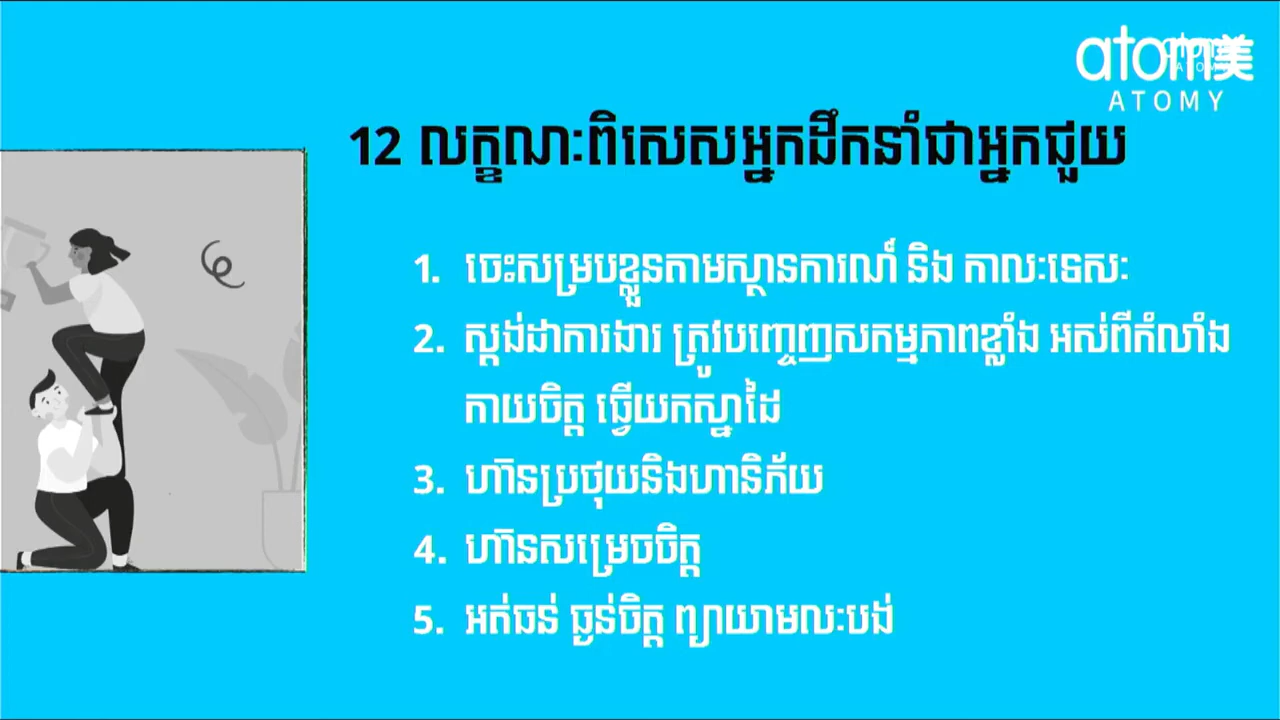 atom美
ATOMY
12 លក្ខណៈពិសេសអ្នកដឹកនាំជាអ្នកជួយ
1. ចេះសម្របខ្លួនតាមស្ថានការណ៍ និង កាលៈទេសៈ
2. ស្តង់ដាការងារ ត្រូវបញ្ចេញសកម្មភាពខ្លាំង អស់ពីកំលាំង
កាយចិត្ត ធ្វើយកស្នាដៃ
3. ហ៊ានប្រថុយនិងហានិភ័យ
4. ហ៊ានសម្រេចចិត្ត
5. អត់ធន់ ធ្ងន់ចិត្ត ព្យាយាមលៈបង់